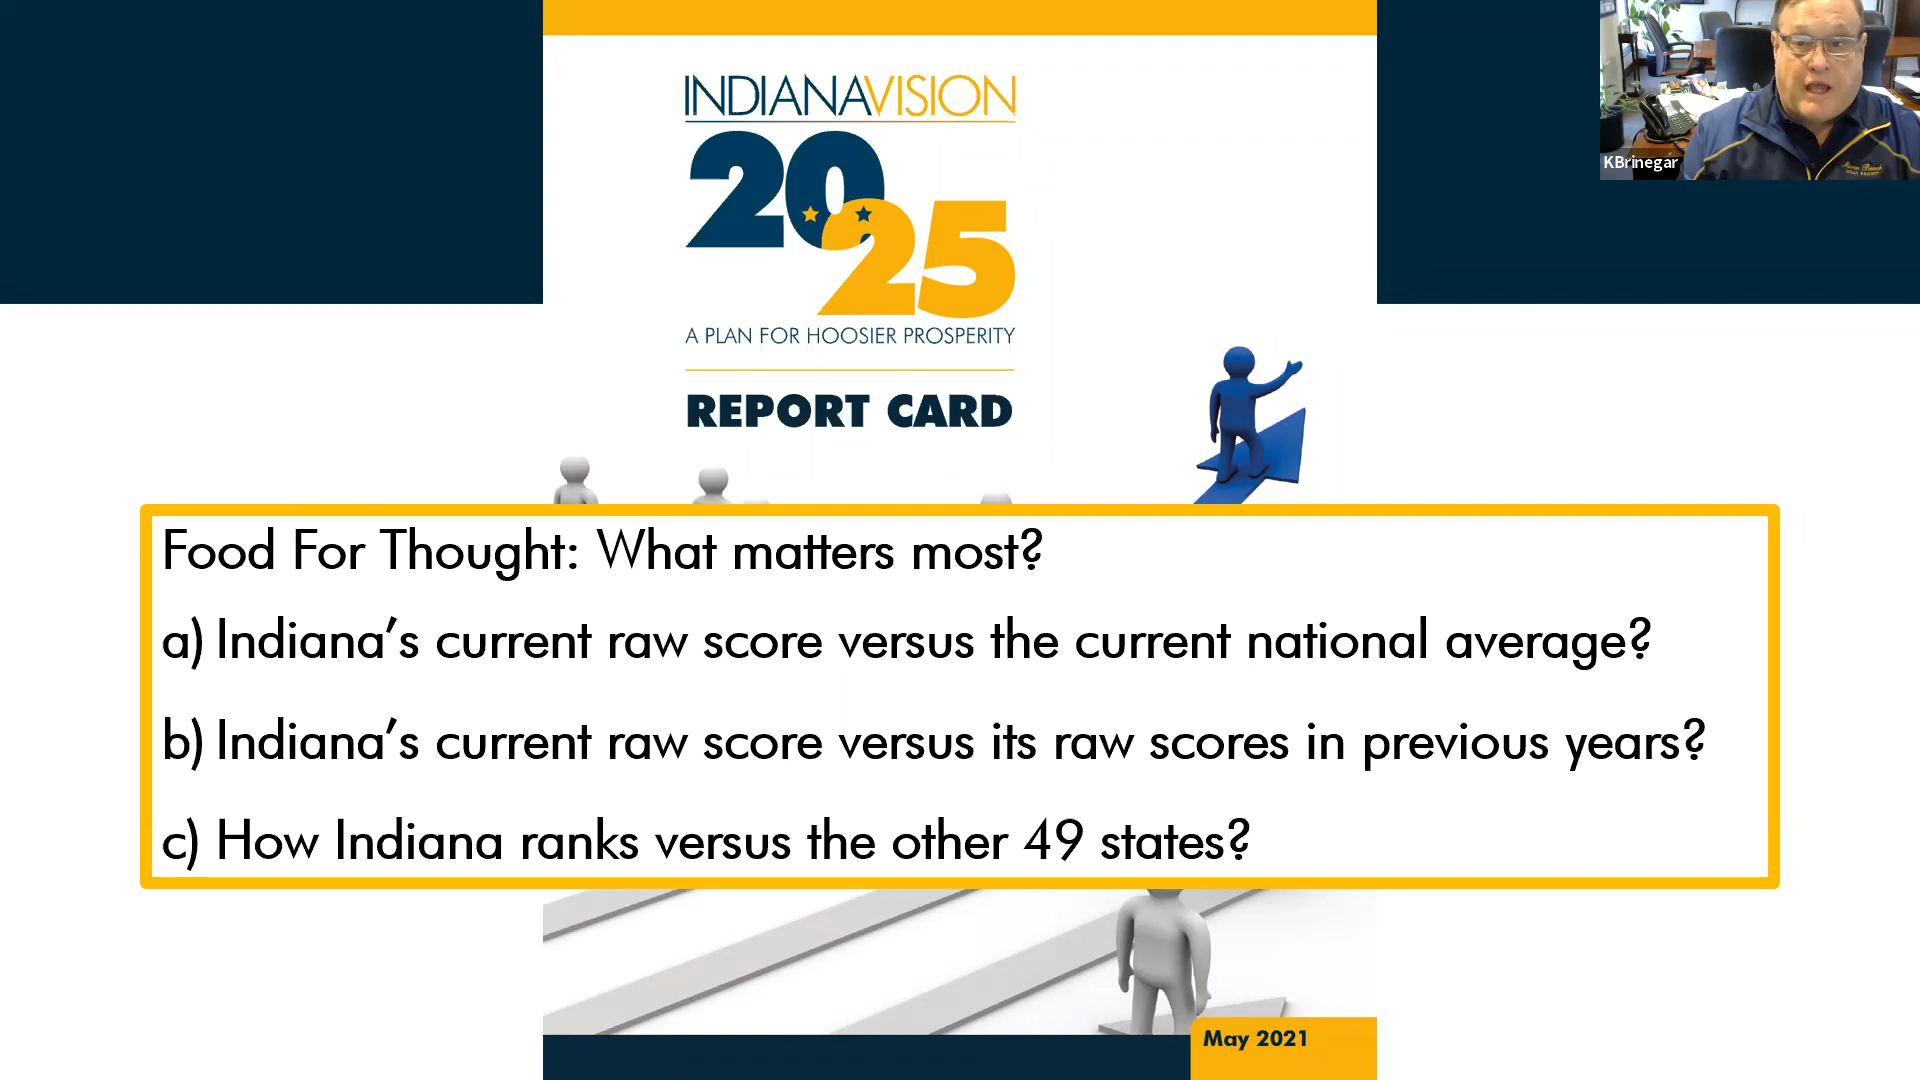 INDIANAVISION
2025
A PLAN FOR HOOSIER PROSPERITY
REPORT CARD
KBrinegar
Food For Thought: What matters most?
a) Indiana’s current raw score versus the current national average?
b) Indiana’s current raw score versus its raw scores in previous years?
c) How Indiana ranks versus the other 49 states?
May 2021